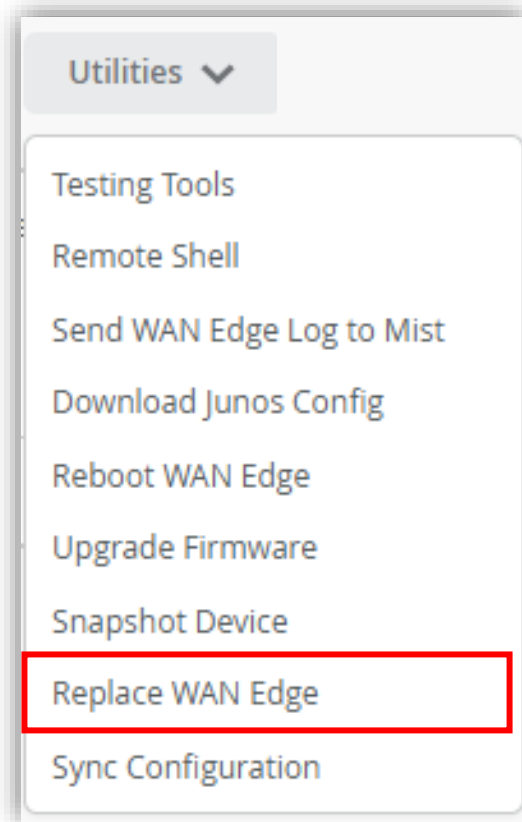 Utilities
Testing Tools
Remote Shell
Send WAN Edge Log to Mist
Download Junos Config
Reboot WAN Edge
Upgrade Firmware
Snapshot Device
Replace WAN Edge
Sync Configuration